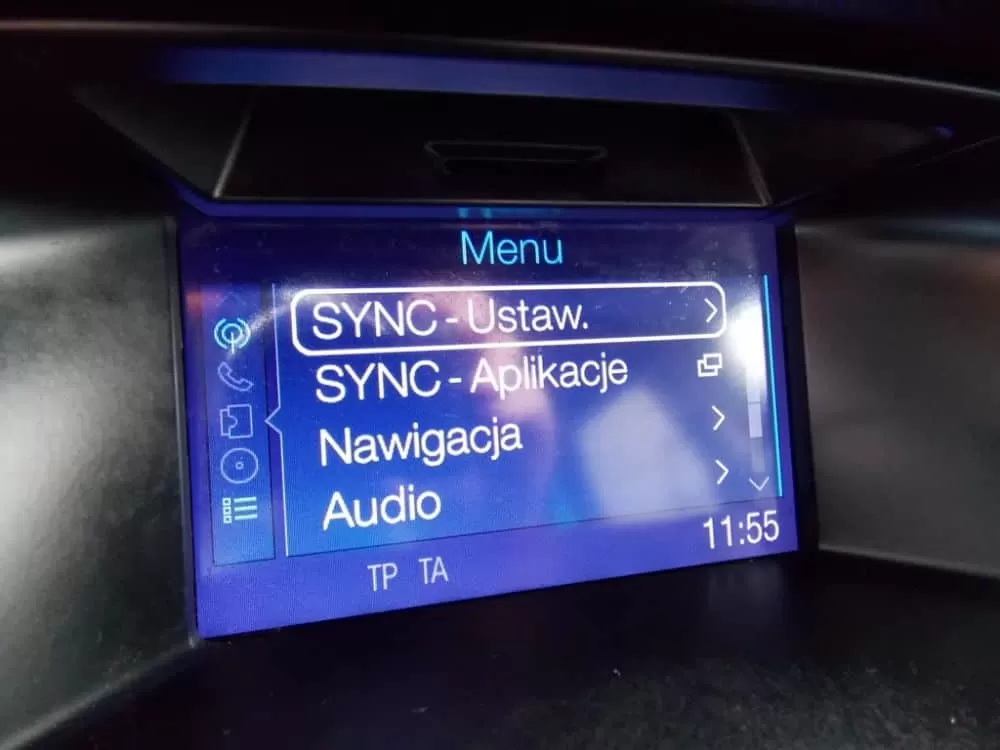 Menu
SYNC - Ustaw.
SYNC - Aplikacje
Nawigacja
Audio
11:55
TP TA